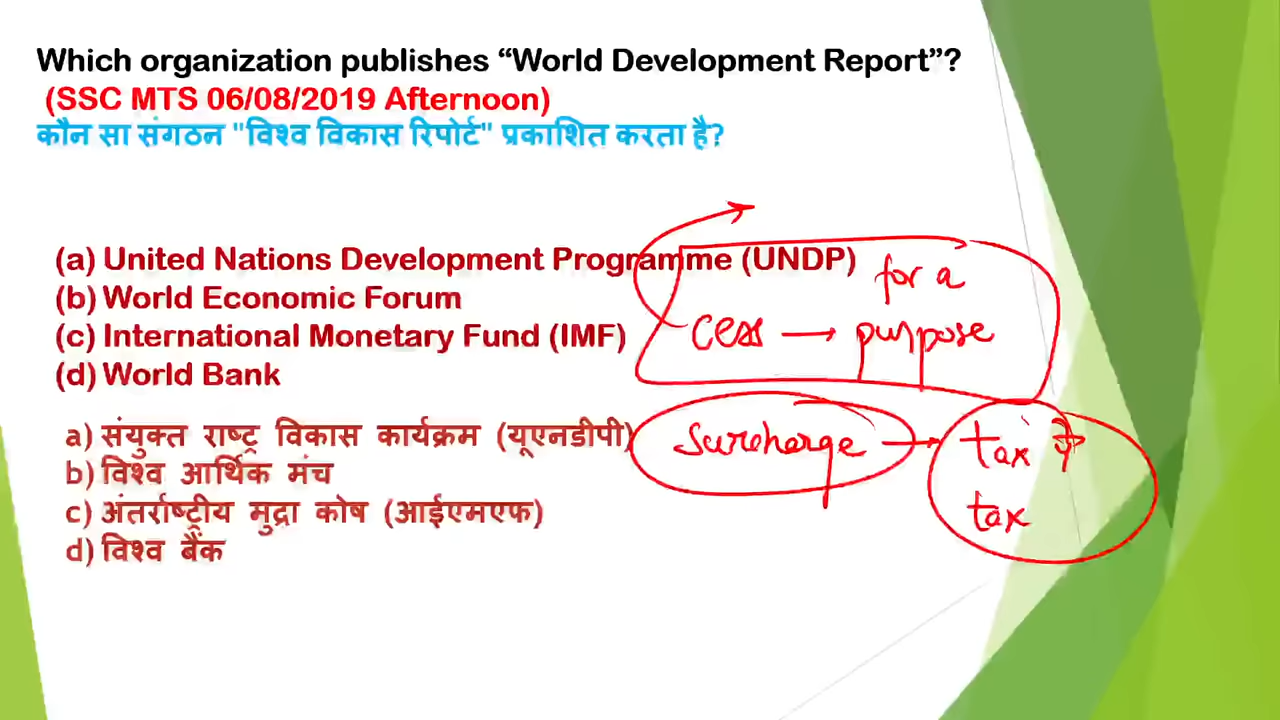 Which organization publishes “World Development Report”?
(SSC MTS 06/08/2019 Afternoon)
कौन सा संगठन "विश्व विकास रिपोर्ट" प्रकाशित करता है?
(a) United Nations Development Programme (UNDP)
(b) World Economic Forum
(c) International Monetary Fund (IMF)
(d) World Bank
for a
cess → purpose
a) संयुक्त राष्ट्र विकास कार्यक्रम (यूएनडीपी)
b) विश्व आर्थिक मंच
c) अंतर्राष्ट्रीय मुद्रा कोष (आईएमएफ)
d) विश्व बैंक
surcharge → tax
tax